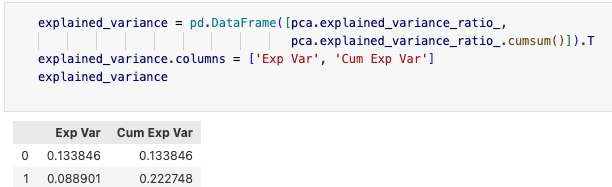 explained_variance = pd.DataFrame([pca.explained_variance_ratio_,
pca.explained_variance_ratio_.cumsum()]).T
explained_variance.columns = ['Exp Var', 'Cum Exp Var']
explained_variance
Exp Var Cum Exp Var
0 0.133846 0.133846
1 0.088901 0.222748